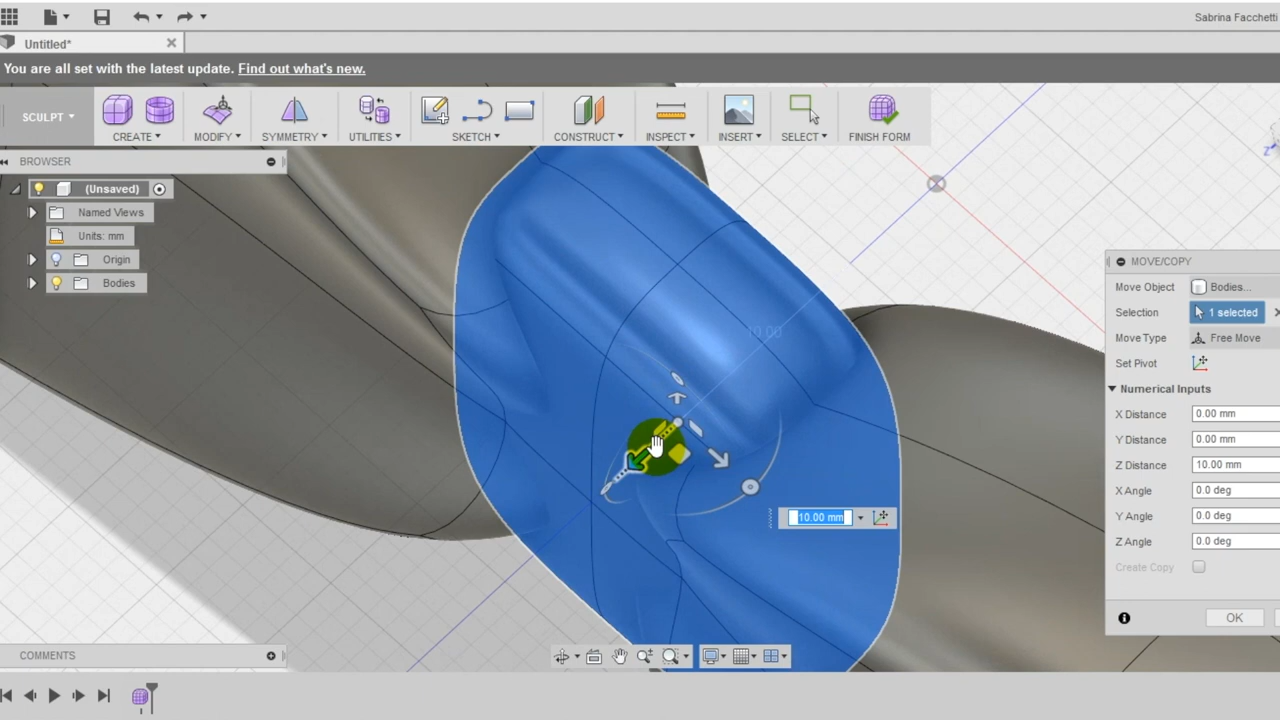 Sabrina Facchetti
Untitled*
You are all set with the latest update. Find out what's new.
SCULPT
CREATE
MODIFY
SYMMETRY
UTILITIES
SKETCH
CONSTRUCT
INSPECT
INSERT
SELECT
FINISH FORM
BROWSER
(Unsaved)
Named Views
Units: mm
Origin
Bodies
Z
10.00
10.00 mm
MOVE/COPY
Move Object Bodies...
Selection 1 selected
Move Type Free Move
Set Pivot
Numerical Inputs
X Distance 0.00 mm
Y Distance 0.00 mm
Z Distance 10.00 mm
X Angle 0.0 deg
Y Angle 0.0 deg
Z Angle 0.0 deg
Create Copy
OK
COMMENTS